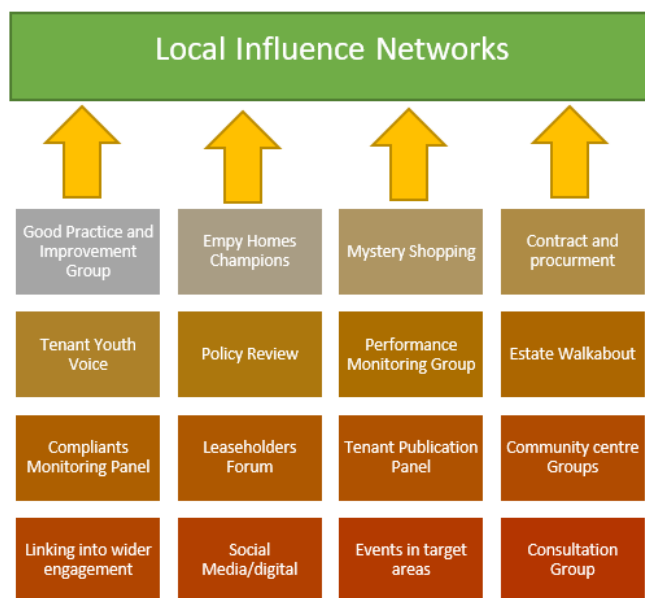 Local Influence Networks
Good Practice and
Improvement
Group
Empy Homes
Champions
Mystery Shopping
Contract and
procurment
Tenant Youth
Voice
Policy Review
Performance
Monitoring Group
Estate Walkabout
Compliants
Monitoring Panel
Leaseholders
Forum
Tenant Publication
Panel
Community centre
Groups
Linking into wider
engagement
Social
Media/digital
Events in target
areas
Consultation
Group